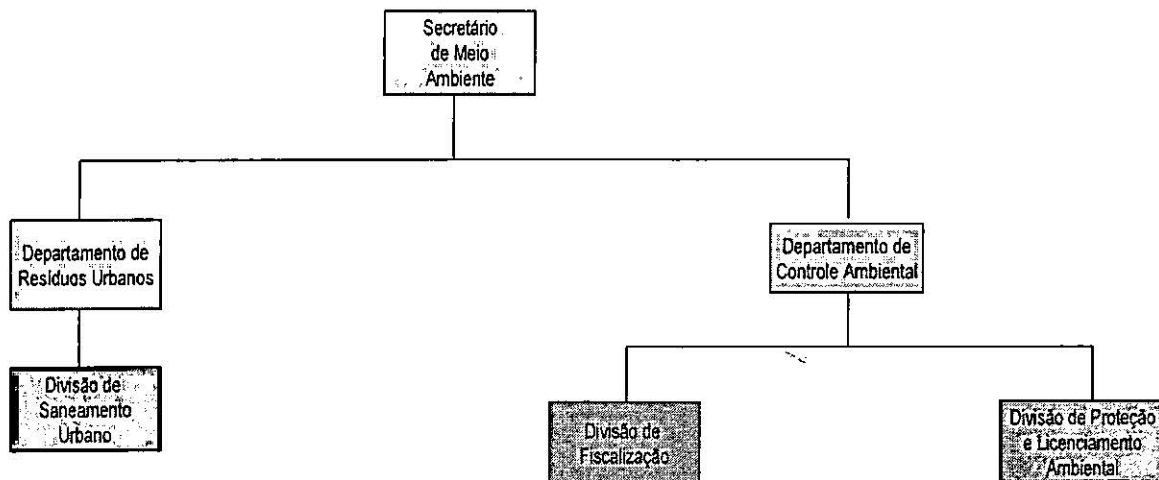 Secretário
de Meio
Ambiente
Departamento de
Resíduos Urbanos
Departamento de
Controle Ambiental
Divisão de
Saneamento
Urbano
Divisão de
Fiscalização
Divisão de Proteção
e Licenciamento
Ambiental